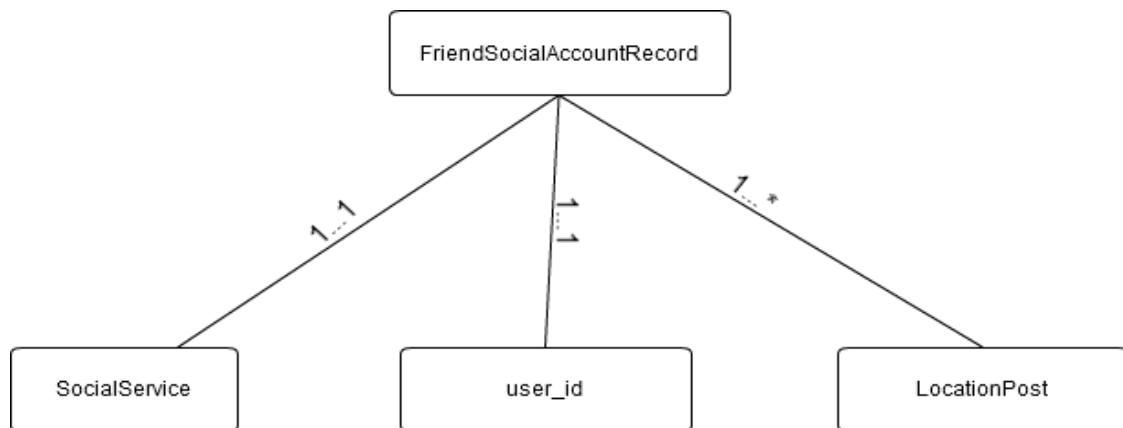 FriendSocialAccountRecord
1...1
1...1
1... *
SocialService
user_id
LocationPost